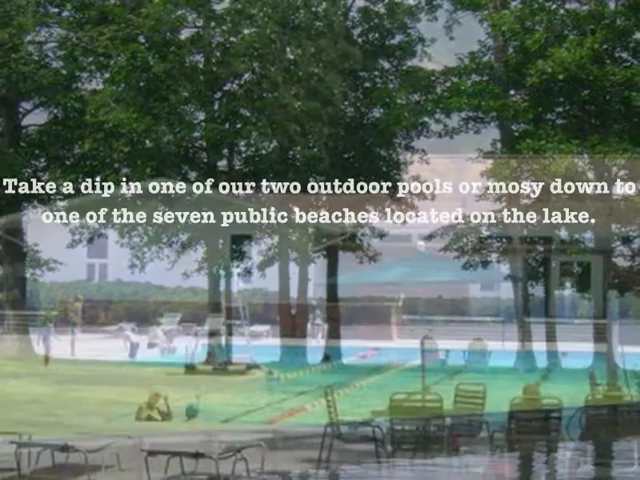 Take a dip in one of our two outdoor pools or mosy down to
one of the seven public beaches located on the lake.